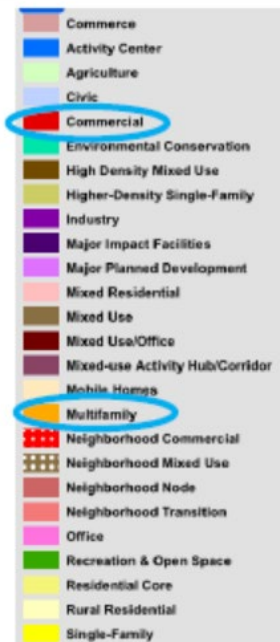 Commerce
Activity Center
Agriculture
Civic
Commercial
Environmental Conservation
High Density Mixed Use
Higher-Density Single-Family
Industry
Major Impact Facilities
Major Planned Development
Mixed Residential
Mixed Use
Mixed Use/Office
Mixed-use Activity Hub/Corridor
Mobile Homes
Multifamily
Neighborhood Commercial
Neighborhood Mixed Use
Neighborhood Node
Neighborhood Transition
Office
Recreation & Open Space
Residential Core
Rural Residential
Single-Family